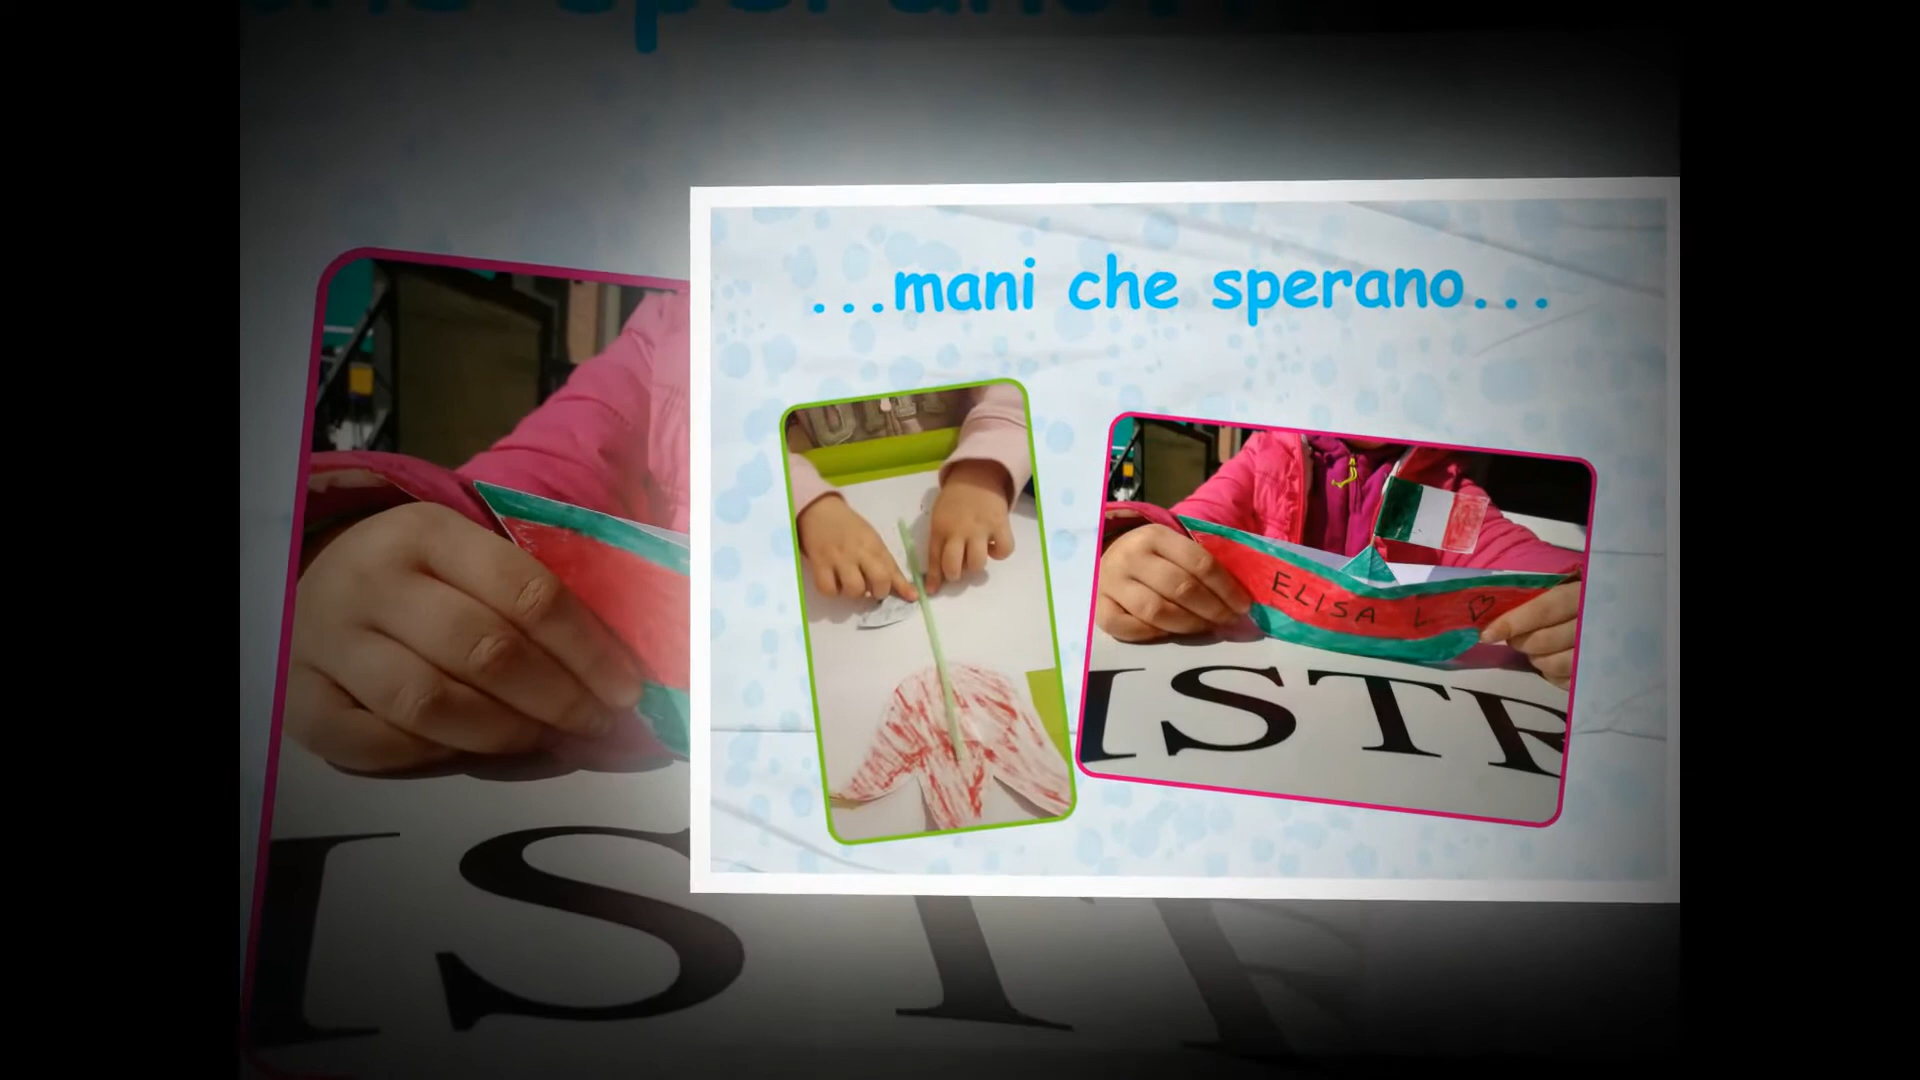 ...mani che sperano...
ELISA L ♡
ISTR
IST